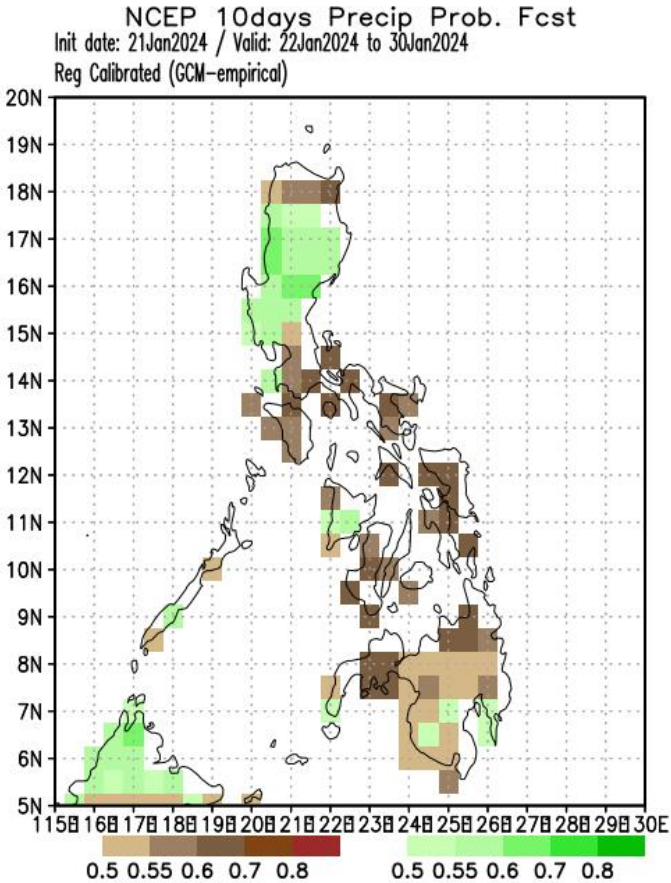 NCEP 10days Precip Prob. Fcst
Init date: 21Jan2024 / Valid: 22Jan2024 to 30Jan2024
Reg Calibrated (GCM-empirical)
20N
19N
18N
17N
16N
15N
14N
13N
12N
11N
10N
9N
8N
7N
6N
5N
115E 116E 117E 118E 119E 120E 121E 122E 123E 124E 125E 126E 127E 128E 129E 130E
0.5 0.55 0.6 0.7 0.8 0.5 0.55 0.6 0.7 0.8